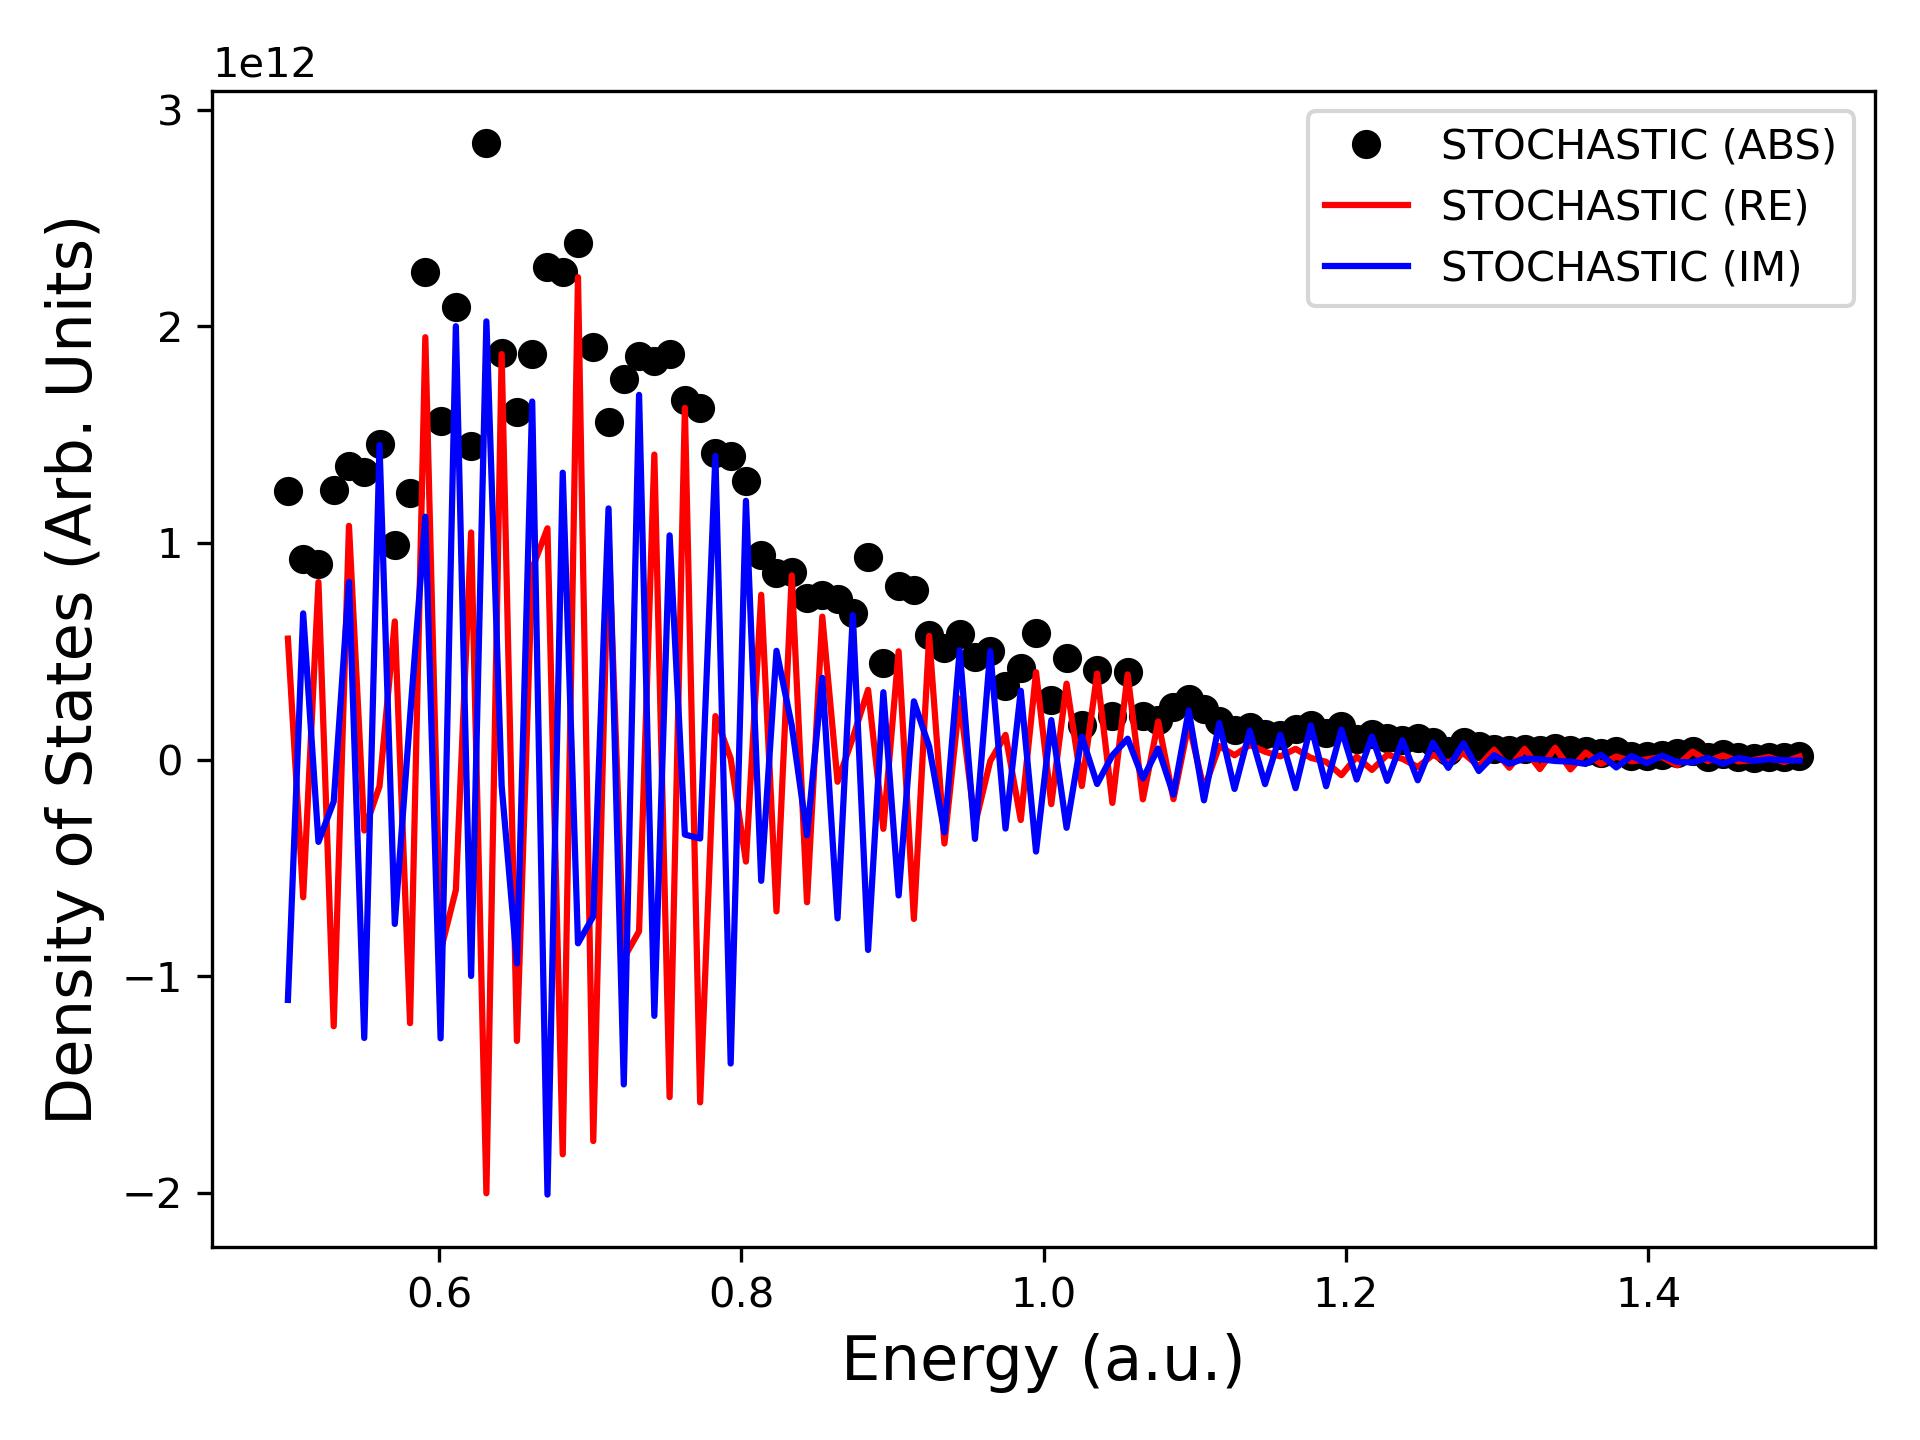 1e12
3
2
1
0
−1
−2
Density of States (Arb. Units)
STOCHASTIC (ABS)
STOCHASTIC (RE)
STOCHASTIC (IM)
0.6 0.8 1.0 1.2 1.4
Energy (a.u.)